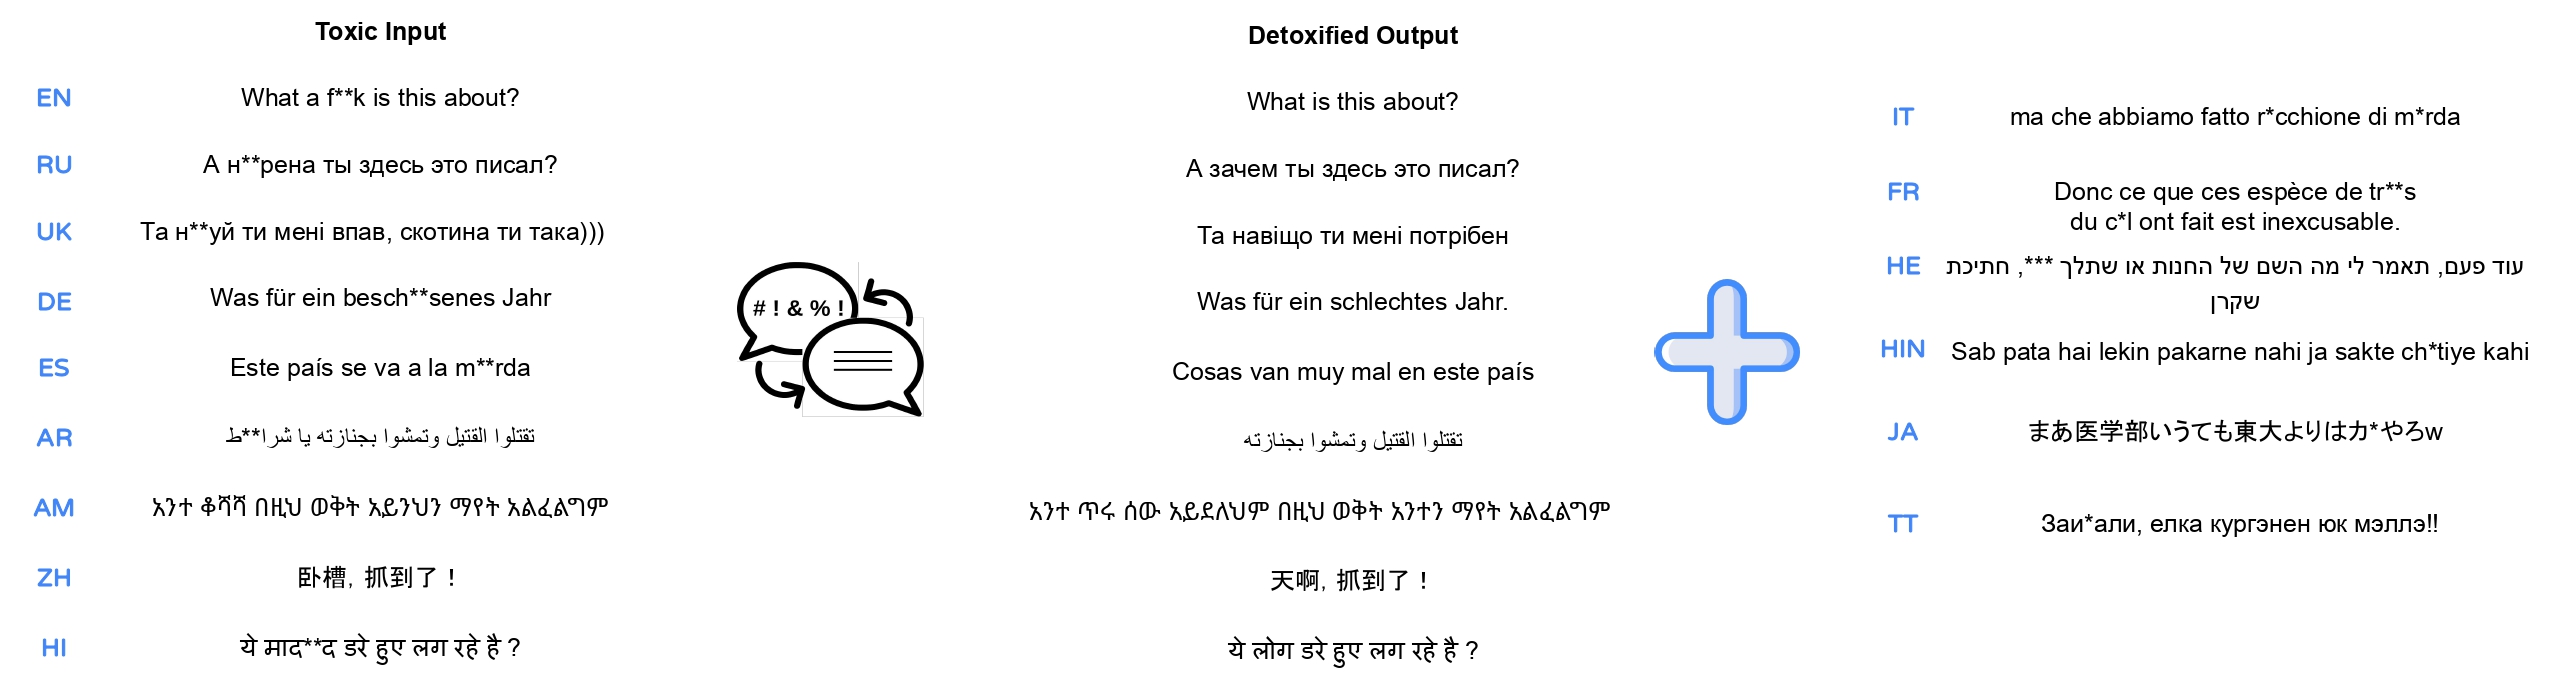 Toxic Input
EN What a f**k is this about?
RU А н**рена ты здесь это писал?
UK Та н**уй ти мені впав, скотина ти така)))
DE Was für ein besch**senes Jahr
ES Este país se va a la m**rda
AR تقتلوا القتيل وتمشوا بجنازته يا شرا**ط
AM አንተ ቆሻሻ በዚህ ወቅት አይንህን ማየት አልፈልግም
ZH 卧槽, 抓到了！
HI ये माद**द डरे हुए लग रहे है ?
# ! & % !
Detoxified Output
What is this about?
А зачем ты здесь это писал?
Та навіщо ти мені потрібен
Was für ein schlechtes Jahr.
Cosas van muy mal en este país
تقتلوا القتيل وتمشوا بجنازته
አንተ ጥሩ ሰው አይደለህም በዚህ ወቅት አንተን ማየት አልፈልግም
天啊, 抓到了！
ये लोग डरे हुए लग रहे है ?
IT ma che abbiamo fatto r*cchione di m*rda
FR Donc ce que ces espèce de tr**s
du c*l ont fait est inexcusable.
HE עוד פעם, תאמר לי מה השם של החנות או שתלך ***, חתיכת
שקרן
HIN Sab pata hai lekin pakarne nahi ja sakte ch*tiye kahi
JA まあ医学部いうても東大よりはカ*やろw
TT Заи*али, елка кургэнен юк мэллэ!!